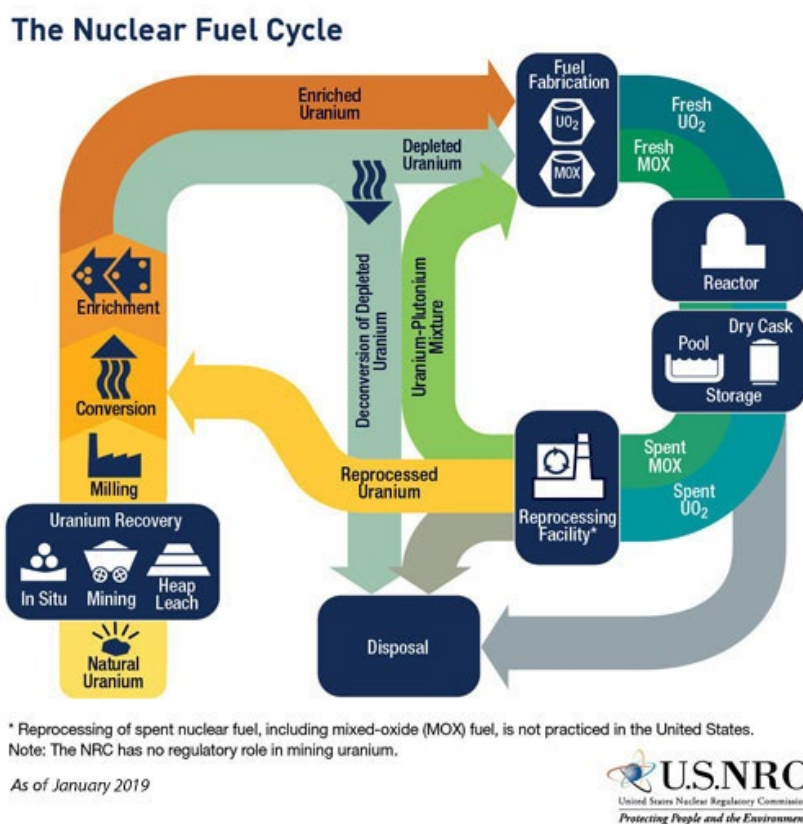 The Nuclear Fuel Cycle
Enriched
Uranium
Depleted
Uranium
Fuel
Fabrication
UO2
MOX
Fresh
UO2
Fresh
MOX
Reactor
Pool
Dry Cask
Storage
Spent
MOX
Spent
UO2
Reprocessing
Facility*
Uranium-Plutonium
Mixture
Deconversion of Depleted
Uranium
Reprocessed
Uranium
Enrichment
Conversion
Milling
Uranium Recovery
In Situ
Mining
Heap
Leach
Natural
Uranium
Disposal
* Reprocessing of spent nuclear fuel, including mixed-oxide (MOX) fuel, is not practiced in the United States.
Note: The NRC has no regulatory role in mining uranium.
As of January 2019
U.S.NRC
United States Nuclear Regulatory Commission
Protecting People and the Environment